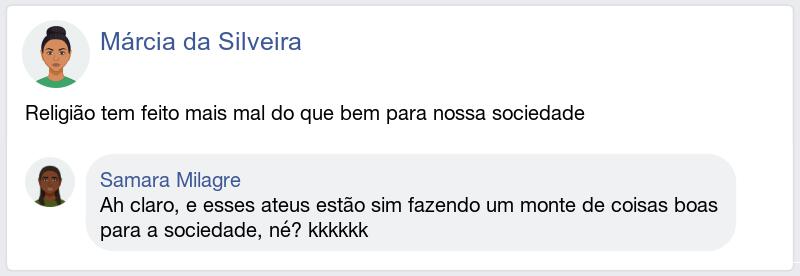 Márcia da Silveira
Religião tem feito mais mal do que bem para nossa sociedade
Samara Milagre
Ah claro, e esses ateus estão sim fazendo um monte de coisas boas
para a sociedade, né? kkkkkk